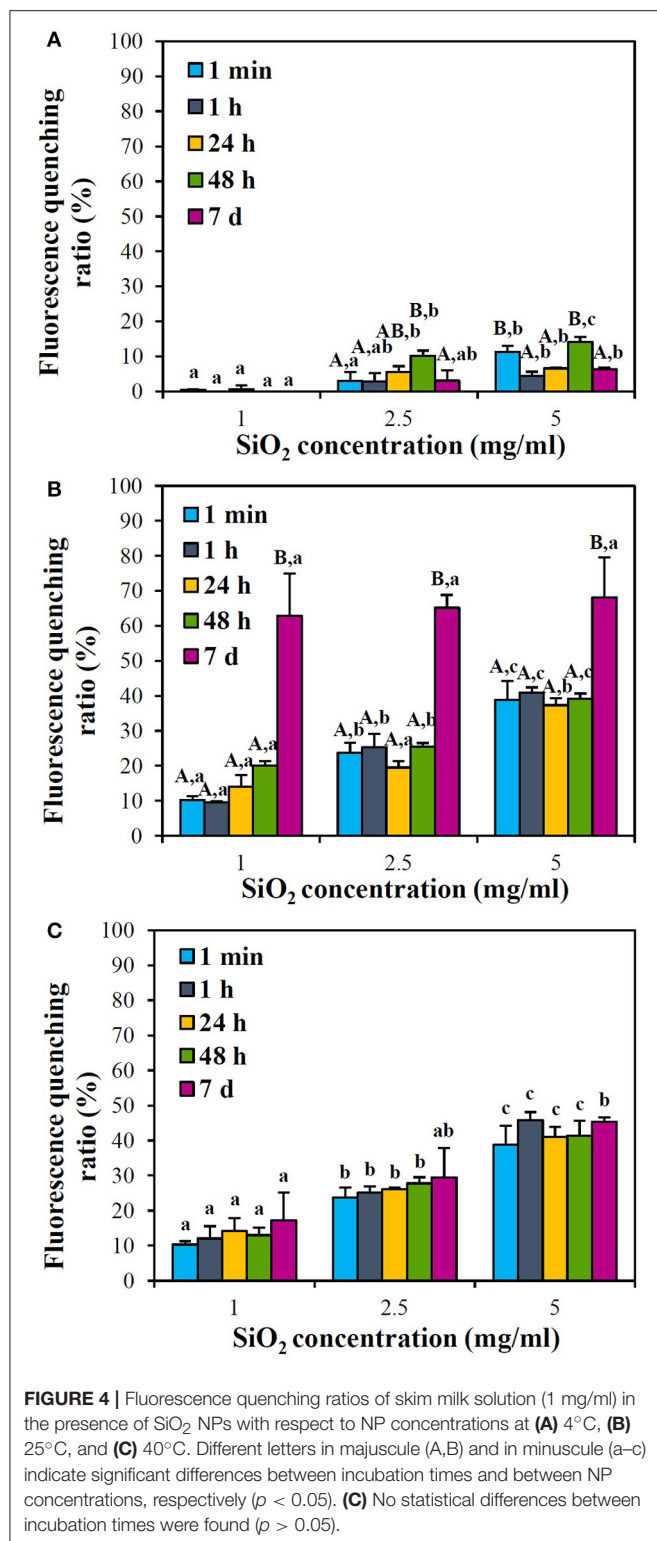 A
100
90
80
70
60
50
40
30
20
10
0
Fluorescence quenching
ratio (%)
1 min
1 h
24 h
48 h
7 d
a a a a a
A,a A,ab AB,b B,b A,ab
B,b A,b A,b B,c A,b
1 2.5 5
SiO₂ concentration (mg/ml)
B
100
90
80
70
60
50
40
30
20
10
0
Fluorescence quenching
ratio (%)
1 min
1 h
24 h
48 h
7 d
A,a A,a A,a A,a B,a
A,b A,b A,a A,b B,a
A,c A,c A,b A,c B,a
1 2.5 5
SiO₂ concentration (mg/ml)
C
100
90
80
70
60
50
40
30
20
10
0
Fluorescence quenching
ratio (%)
1 min
1 h
24 h
48 h
7 d
a a a a a
b b b b ab
c c c c b
1 2.5 5
SiO₂ concentration (mg/ml)
FIGURE 4 | Fluorescence quenching ratios of skim milk solution (1 mg/ml) in
the presence of SiO₂ NPs with respect to NP concentrations at (A) 4°C, (B)
25°C, and (C) 40°C. Different letters in majuscule (A,B) and in minuscule (a–c)
indicate significant differences between incubation times and between NP
concentrations, respectively (p < 0.05). (C) No statistical differences between
incubation times were found (p > 0.05).